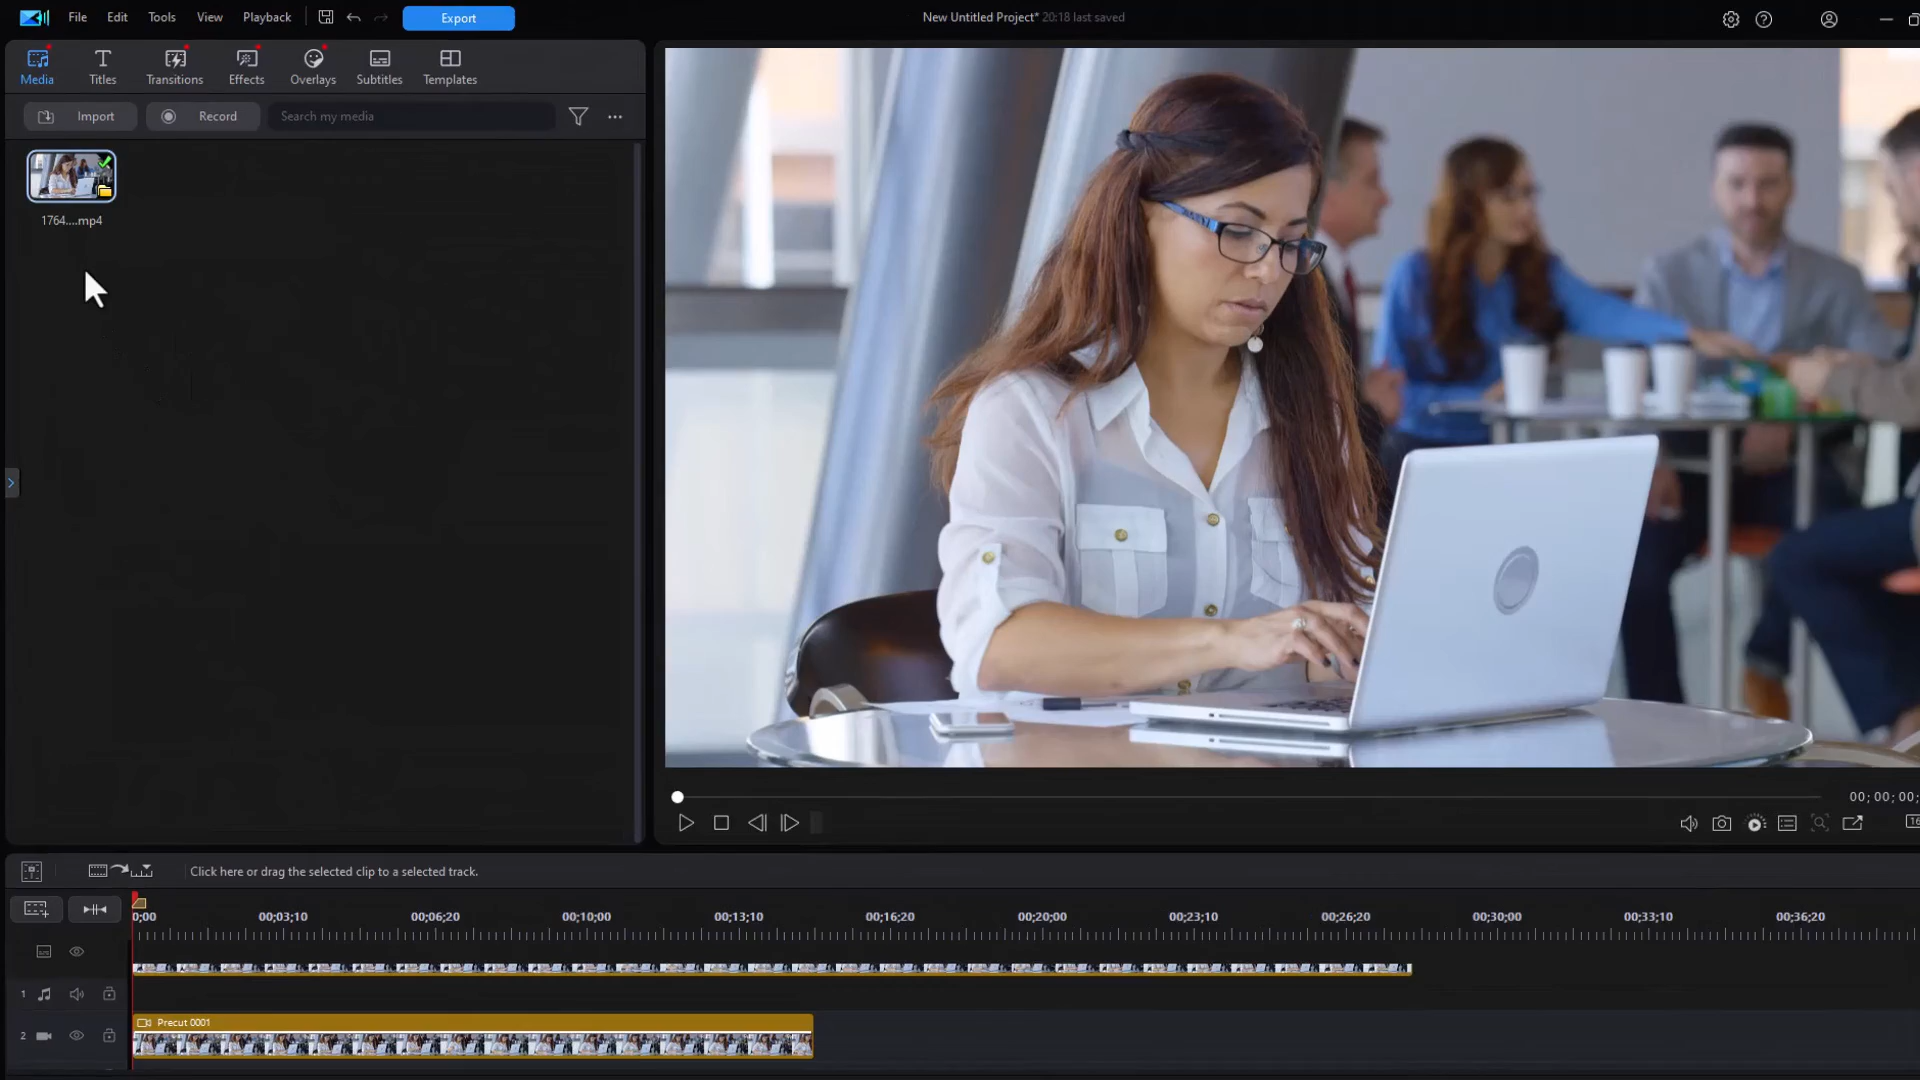 File Edit Tools View Playback Export New Untitled Project* 20:18 last saved
Media Titles Transitions Effects Overlays Subtitles Templates
Import Record Search my media
1764....mp4
00; 00; 00;
16
Click here or drag the selected clip to a selected track.
0;00 00;03;10 00;06;20 00;10;00 00;13;10 00;16;20 00;20;00 00;23;10 00;26;20 00;30;00 00;33;10 00;36;20
1
Precut 0001
2